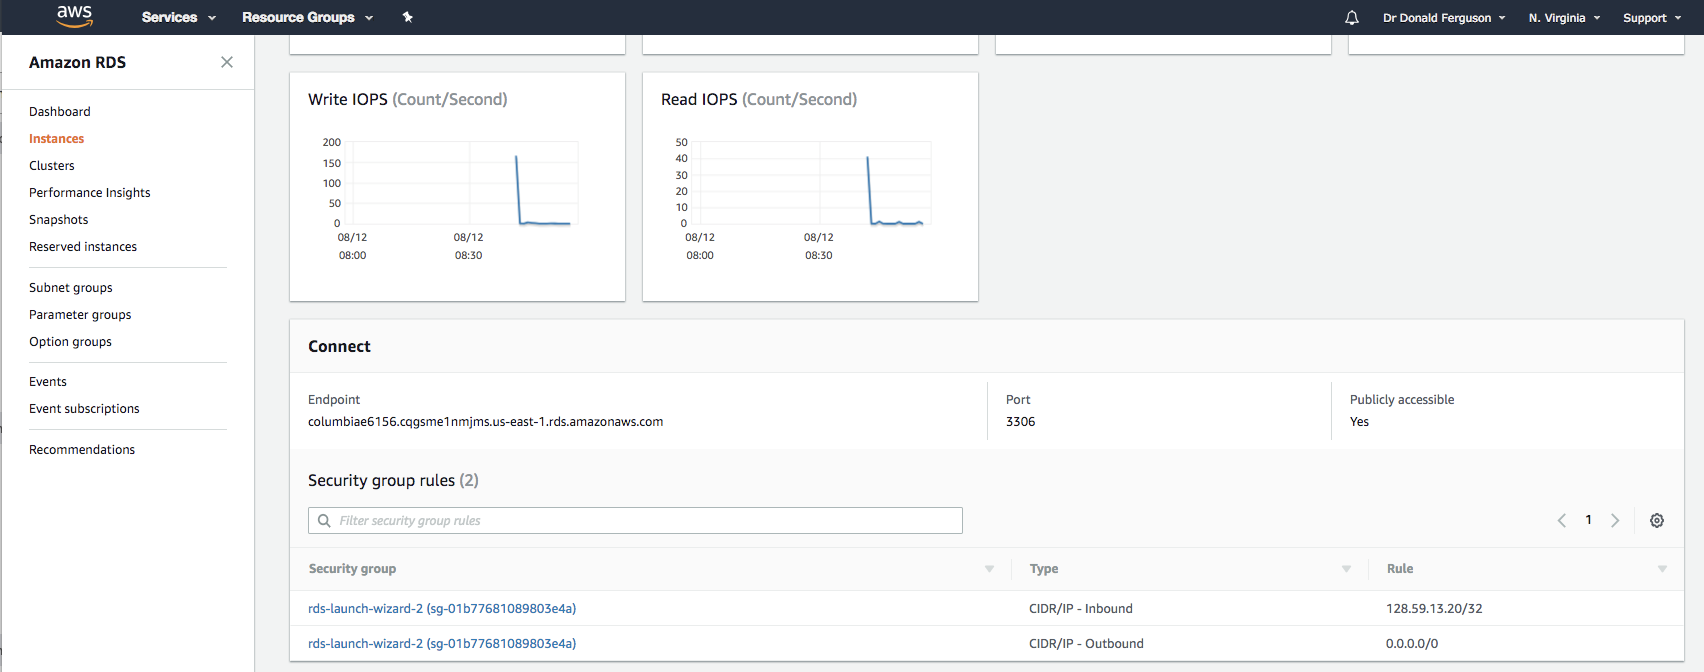 aws Services Resource Groups Dr Donald Ferguson N. Virginia Support
Amazon RDS
Dashboard
Instances
Clusters
Performance Insights
Snapshots
Reserved instances
Subnet groups
Parameter groups
Option groups
Events
Event subscriptions
Recommendations
Write IOPS (Count/Second)
200
150
100
50
0
08/12 08/12
08:00 08:30
Read IOPS (Count/Second)
50
40
30
20
10
0
08/12 08/12
08:00 08:30
Connect
Endpoint
columbiae6156.cqgsme1nmjms.us-east-1.rds.amazonaws.com
Port
3306
Publicly accessible
Yes
Security group rules (2)
Filter security group rules
1
Security group Type Rule
rds-launch-wizard-2 (sg-01b77681089803e4a) CIDR/IP - Inbound 128.59.13.20/32
rds-launch-wizard-2 (sg-01b77681089803e4a) CIDR/IP - Outbound 0.0.0.0/0